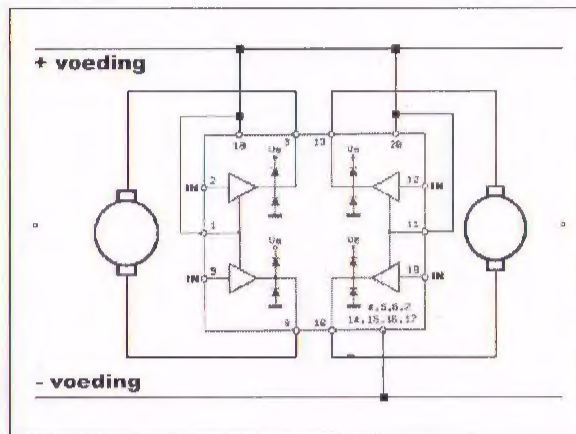 + voeding
10
3
13
20
Us
Us
IN
2
12
IN
1
11
Us
Us
IN
9
19
IN
4,5,6,7
14,15,16,17
8
18
- voeding